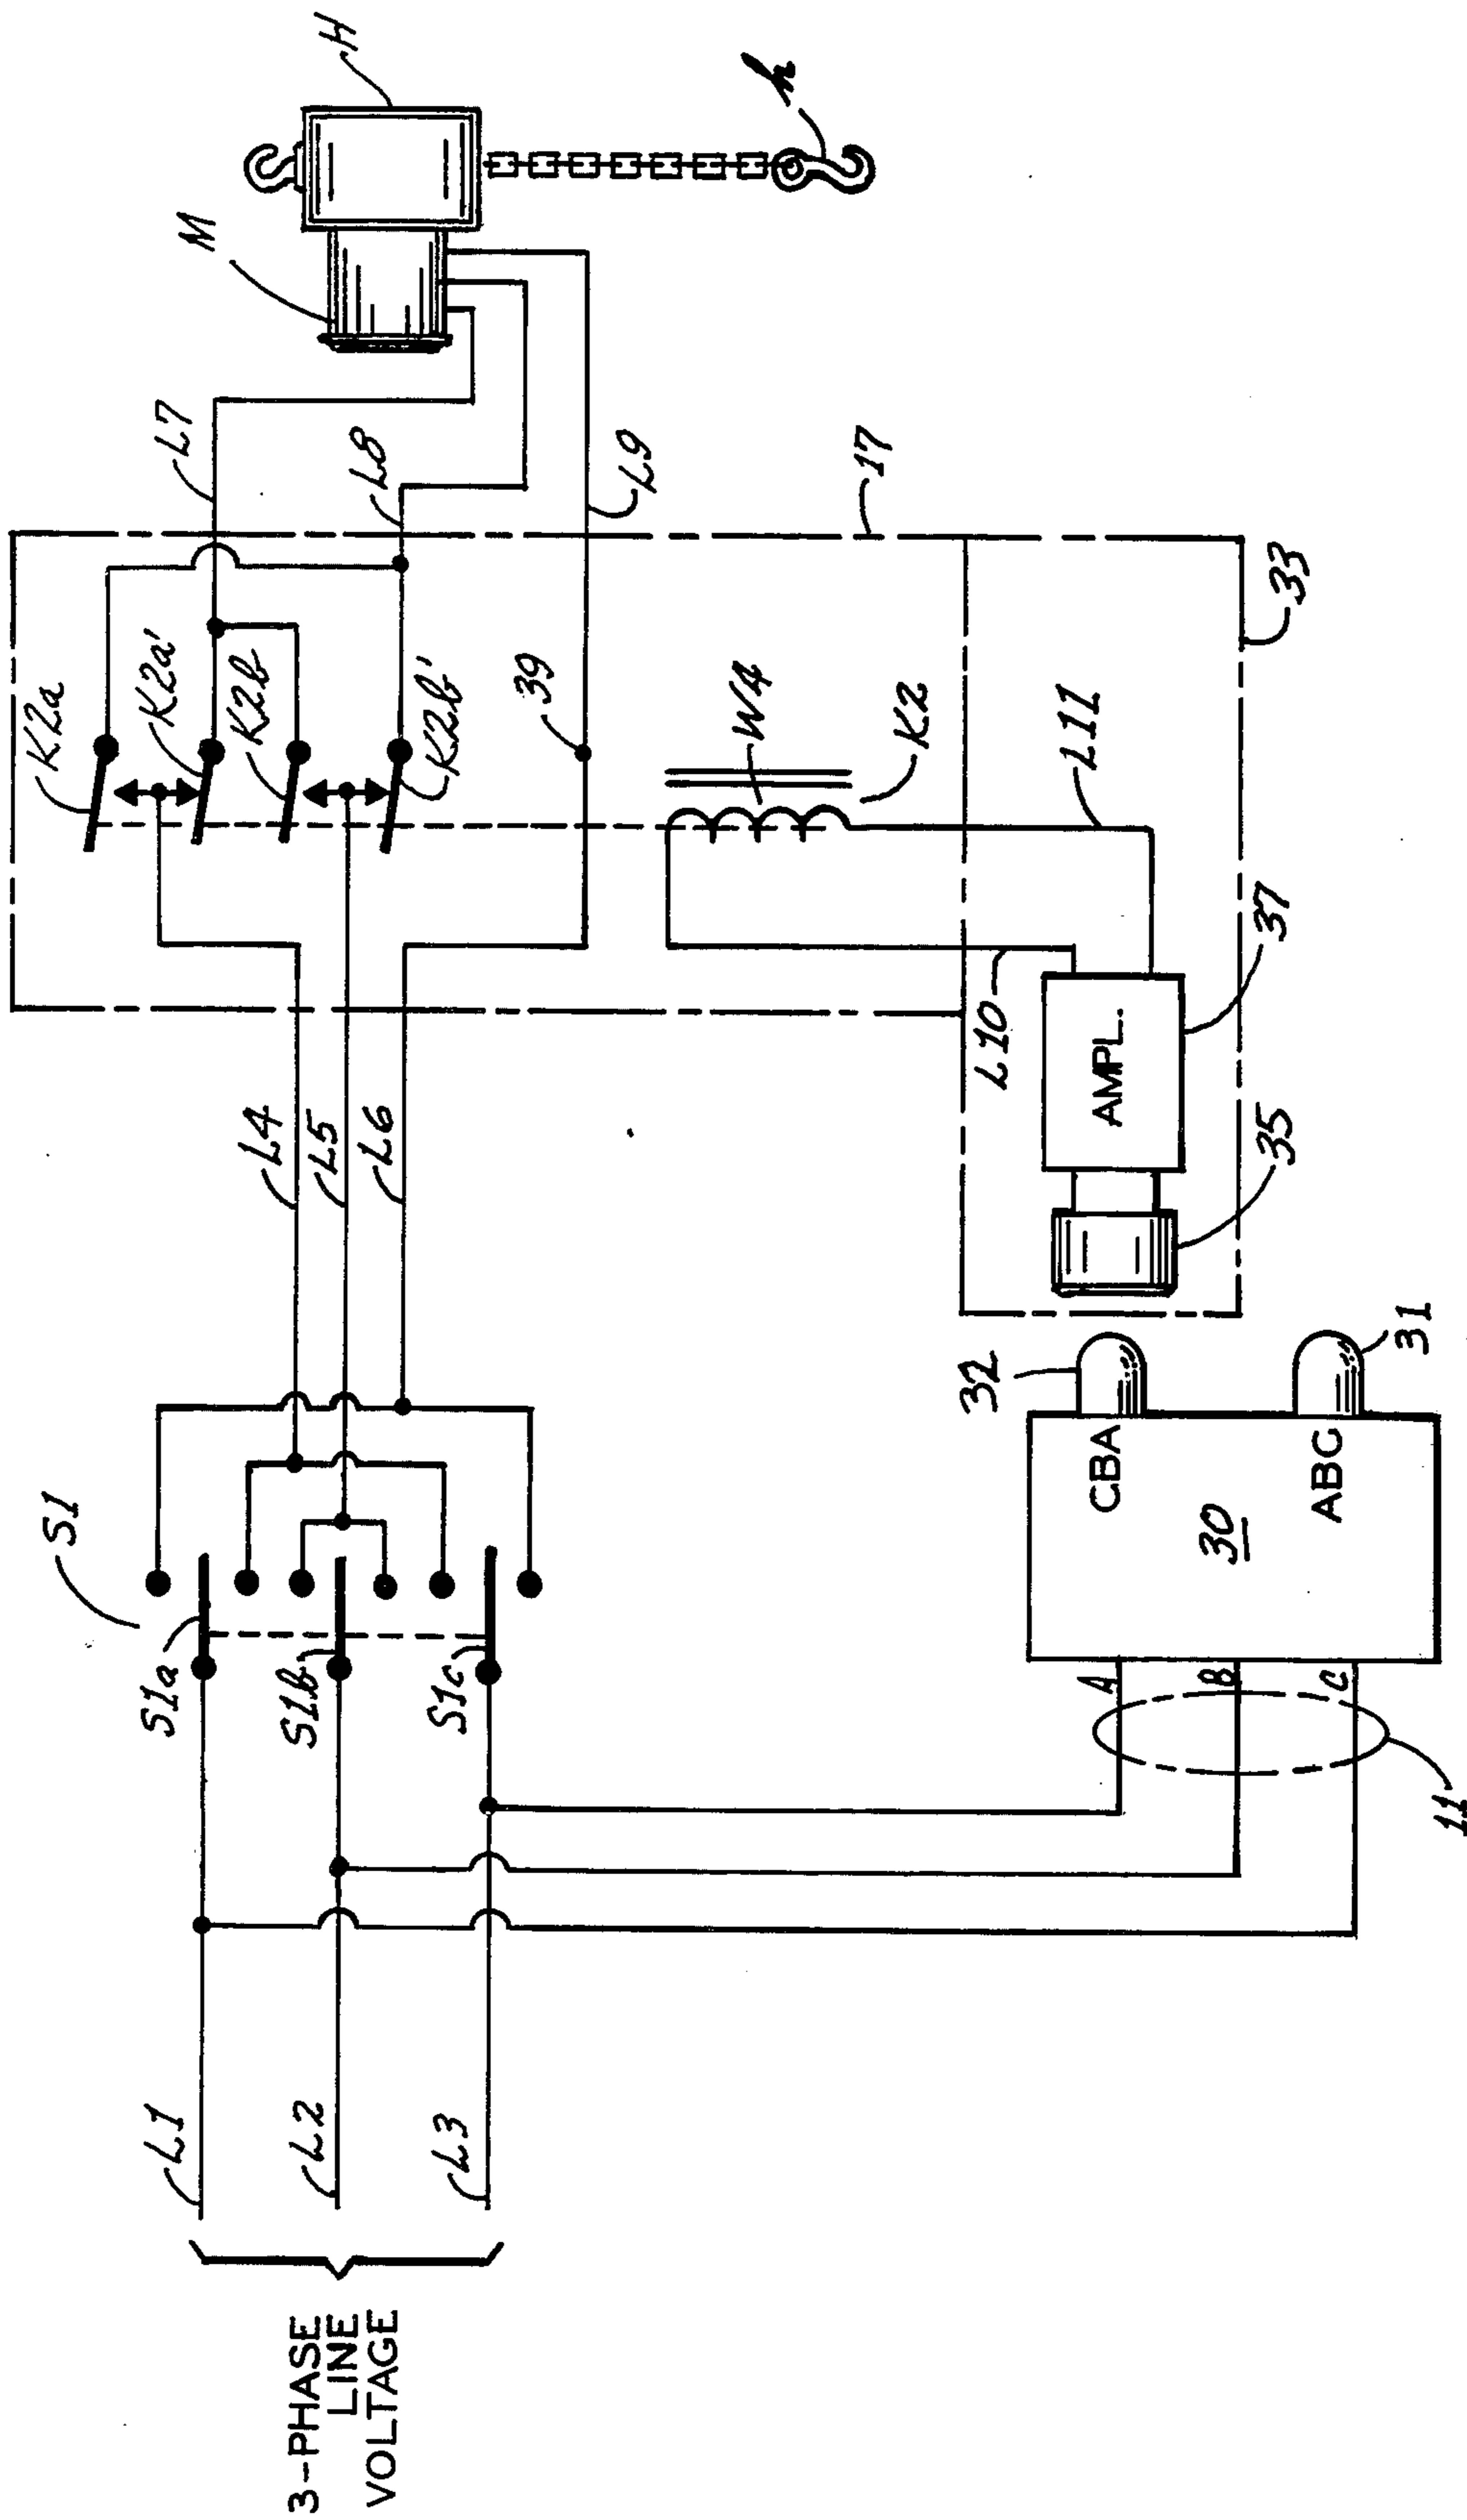 3-PHASE
LINE
VOLTAGE
L1
L2
L3
S1
S1a
S1b
S1c
L4
L5
L6
K2a
K2a'
K2b
K2b'
39
L7
L8
L9
M
H
h
17
W4
K2
L11
L10
33
AMPL.
37
35
32
31
CBA
ABC
30
A
B
C
11